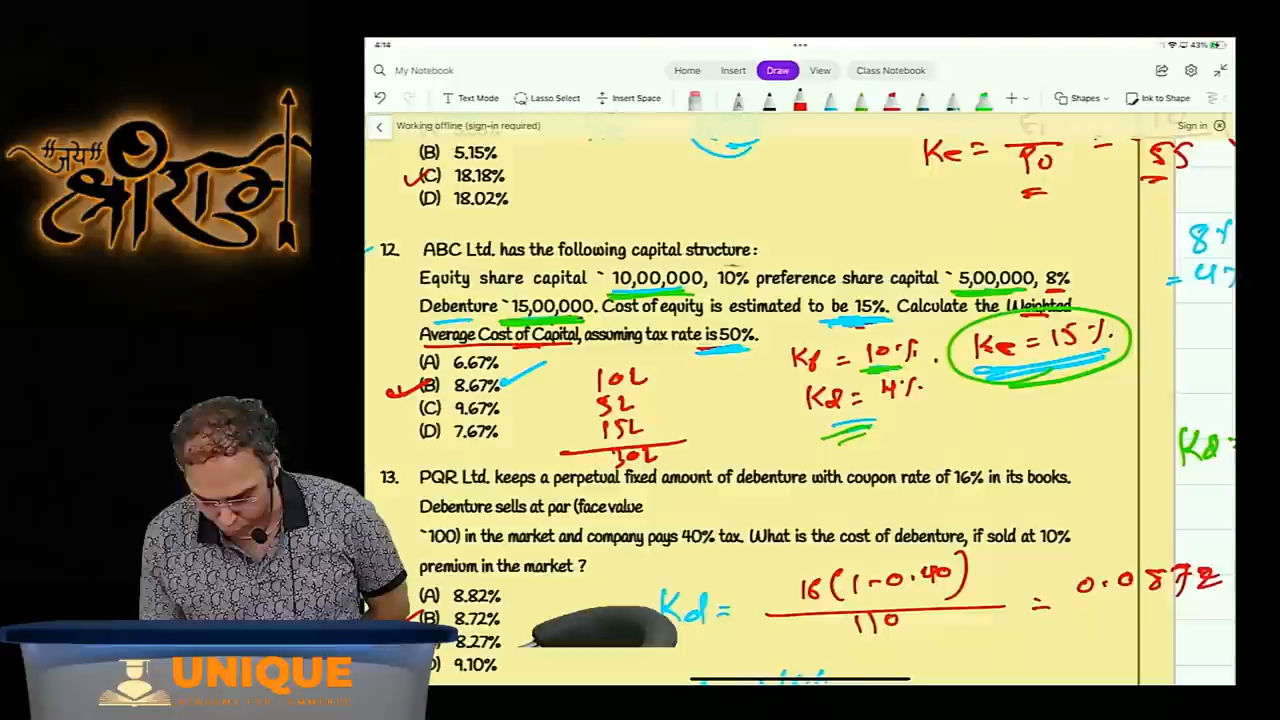 4:14
43%
My Notebook
Home Insert Draw View Class Notebook
Text Mode Lasso Select Insert Space Shapes Ink to Shape
Working offline (sign-in required) Sign in
"जय"
श्रीराम
(B) 5.15%
(C) 18.18%
(D) 18.02%
Ke = 90 = 55
12. ABC Ltd. has the following capital structure:
Equity share capital ` 10,00,000, 10% preference share capital ` 5,00,000, 8%
Debenture ` 15,00,000. Cost of equity is estimated to be 15%. Calculate the Weighted
Average Cost of Capital, assuming tax rate is 50%.
(A) 6.67%
(B) 8.67%
(C) 9.67%
(D) 7.67%
10L
5L
15L
30L
= 10%.
Kd = 4%
Ke = 15%.
Kd=
13. PQR Ltd. keeps a perpetual fixed amount of debenture with coupon rate of 16% in its books.
Debenture sells at par (face value
`100) in the market and company pays 40% tax. What is the cost of debenture, if sold at 10%
premium in the market ?
(A) 8.82%
(B) 8.72%
8.27%
9.10%
Kd = 16(1-0.40) = 0.0872
110
UNIQUE